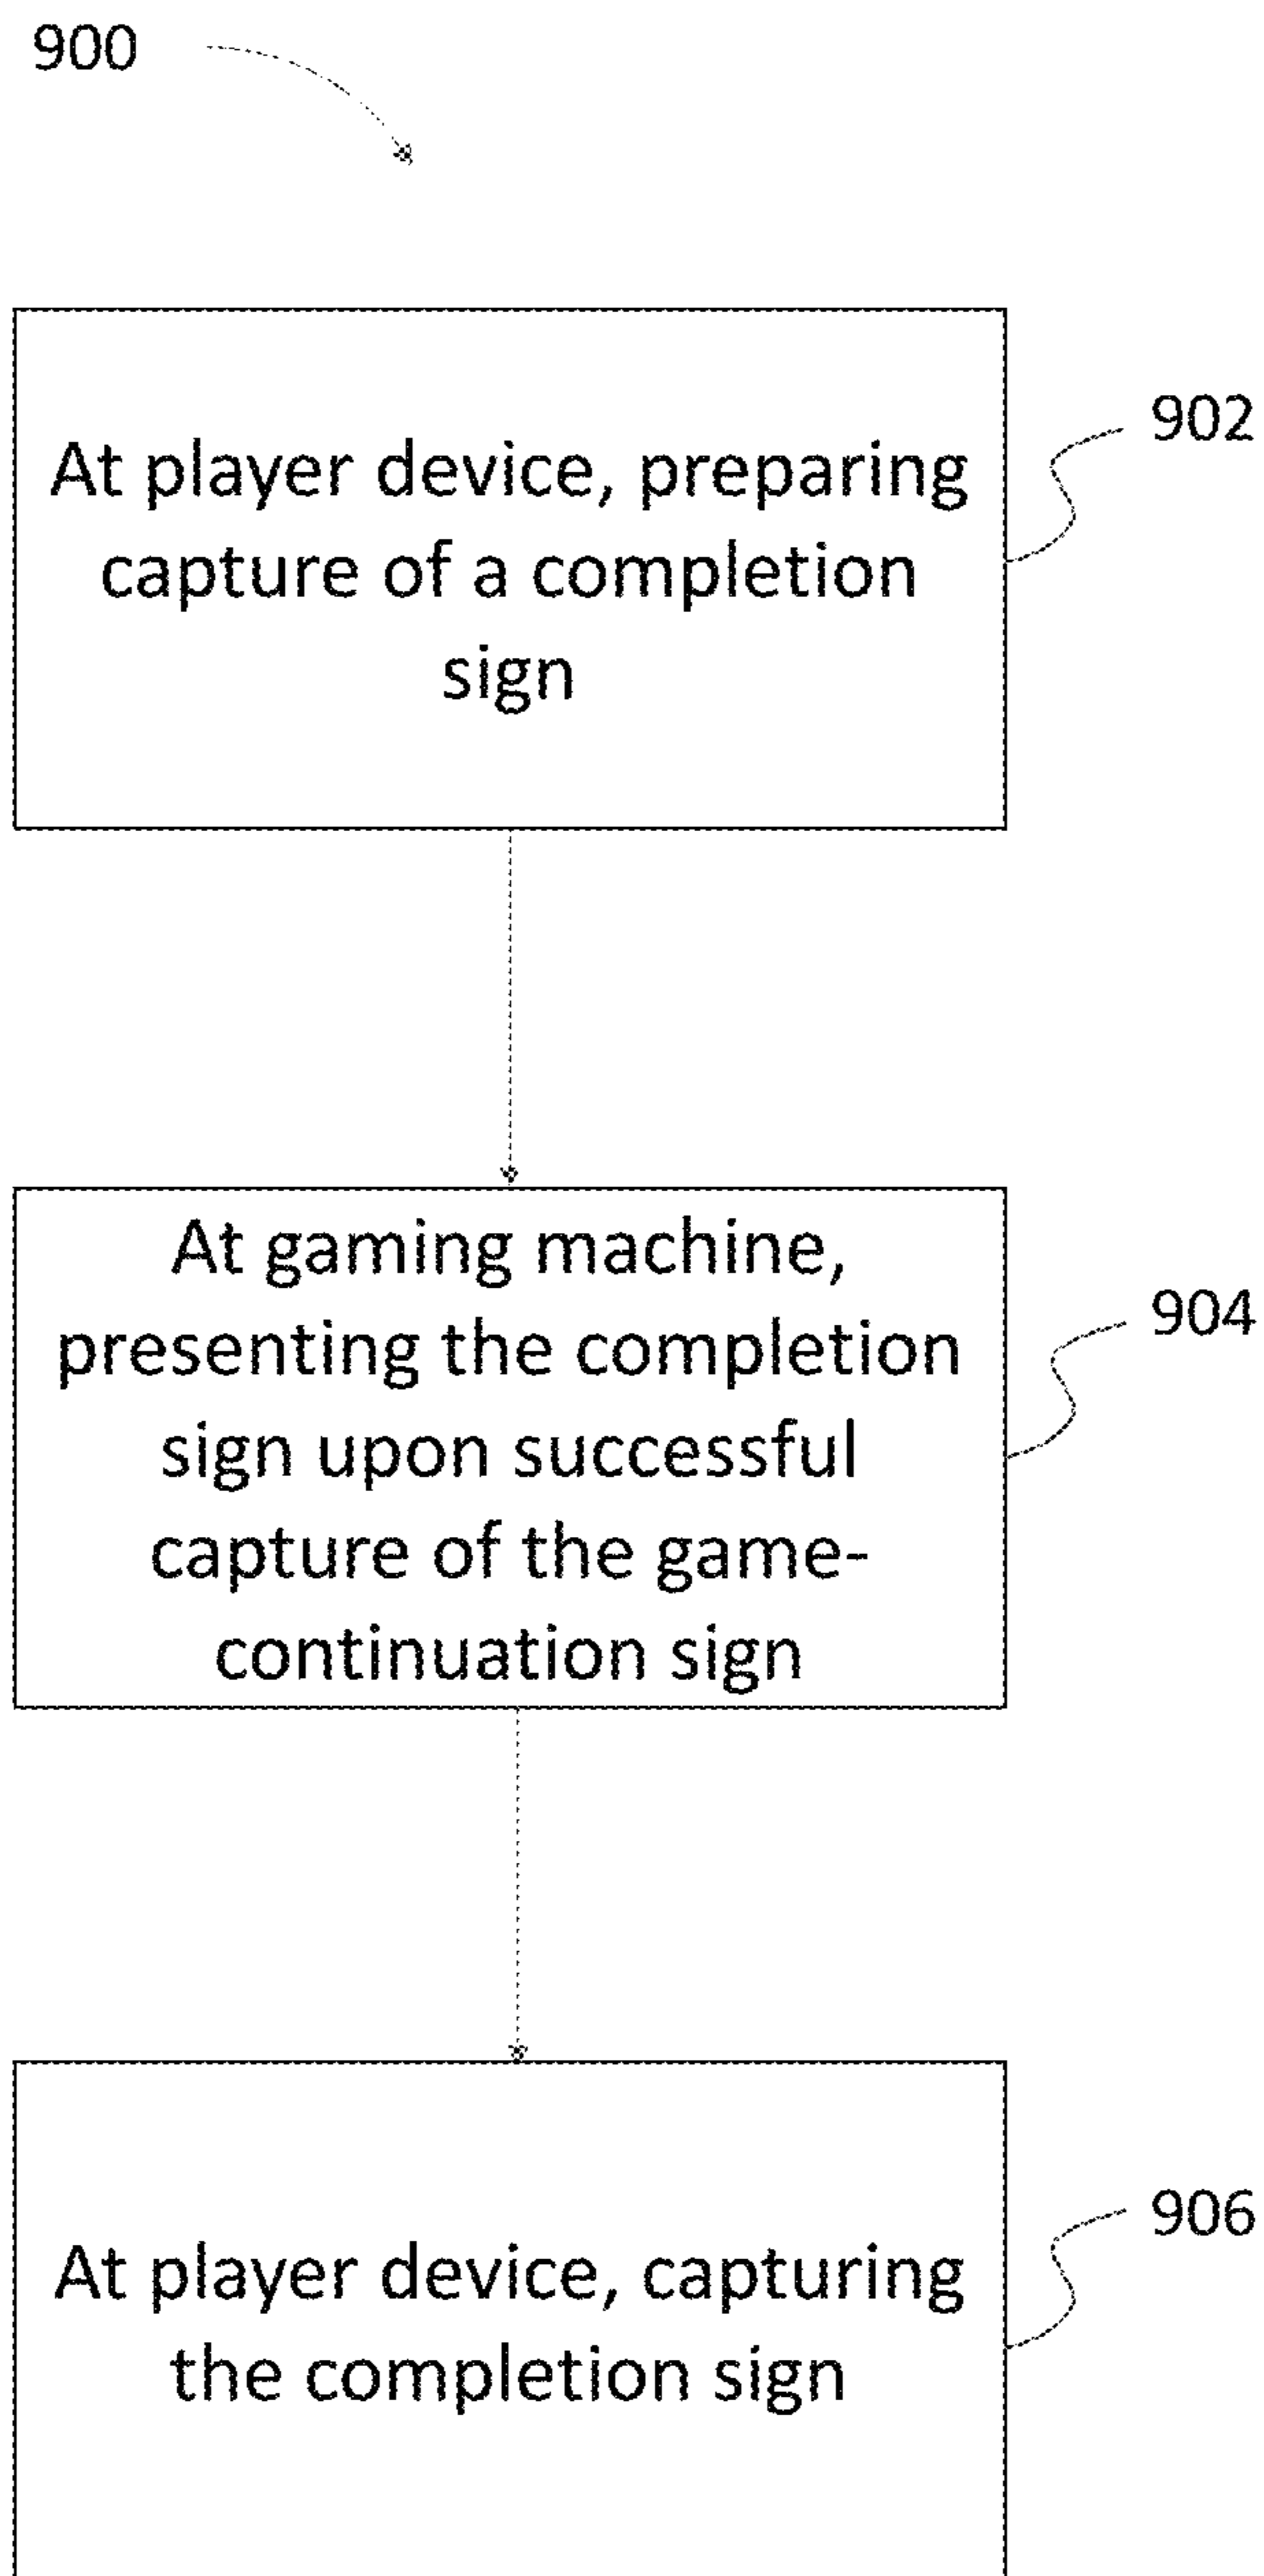 900
At player device, preparing
capture of a completion
sign
902
At gaming machine,
presenting the completion
sign upon successful
capture of the game-
continuation sign
904
At player device, capturing
the completion sign
906